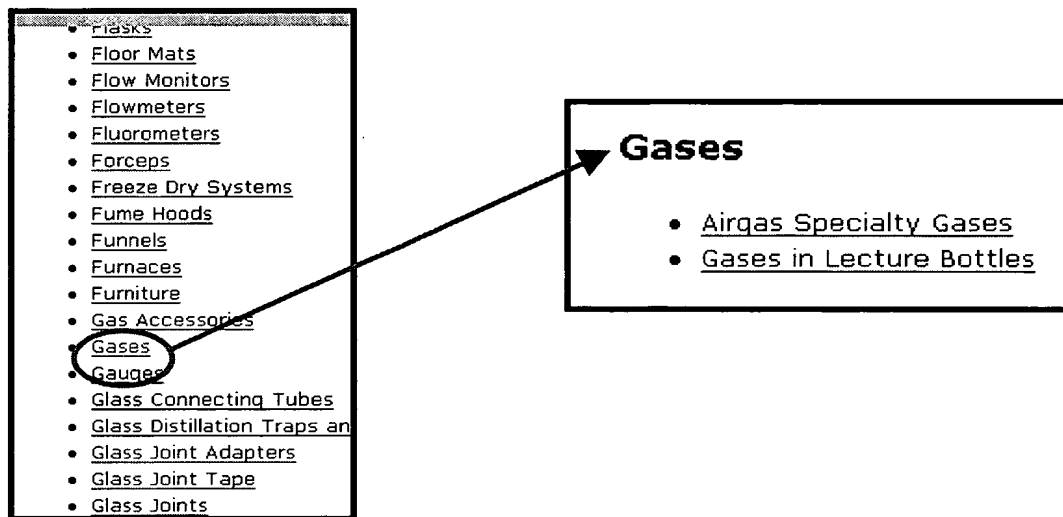 Flasks
Floor Mats
Flow Monitors
Flowmeters
Fluorometers
Forceps
Freeze Dry Systems
Fume Hoods
Funnels
Furnaces
Furniture
Gas Accessories
Gases
Gauges
Glass Connecting Tubes
Glass Distillation Traps an
Glass Joint Adapters
Glass Joint Tape
Glass Joints
Gases
Airgas Specialty Gases
Gases in Lecture Bottles